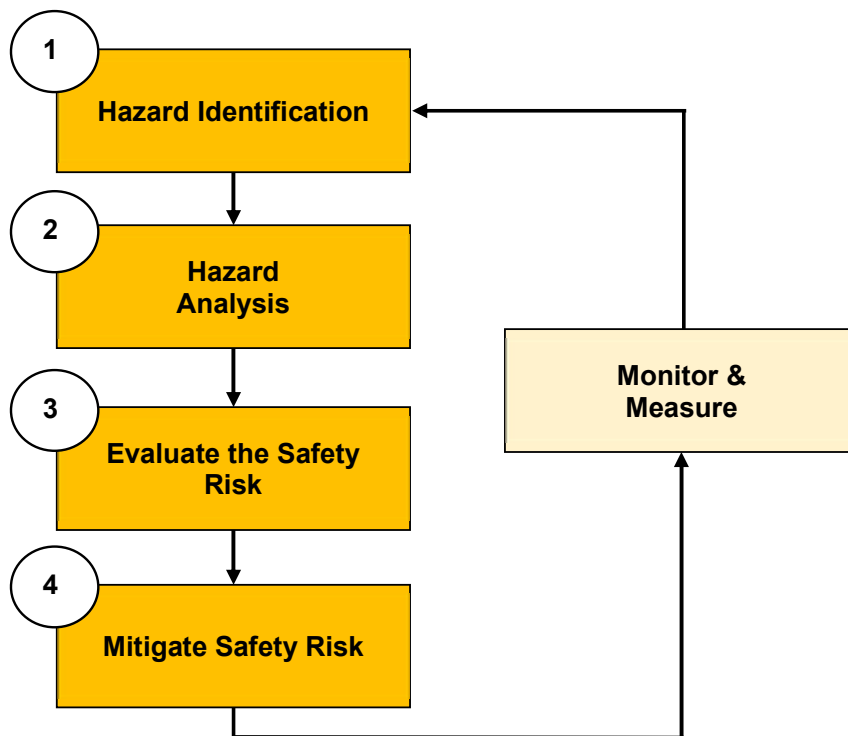 1
Hazard Identification
2
Hazard
Analysis
3
Evaluate the Safety
Risk
4
Mitigate Safety Risk
Monitor &
Measure